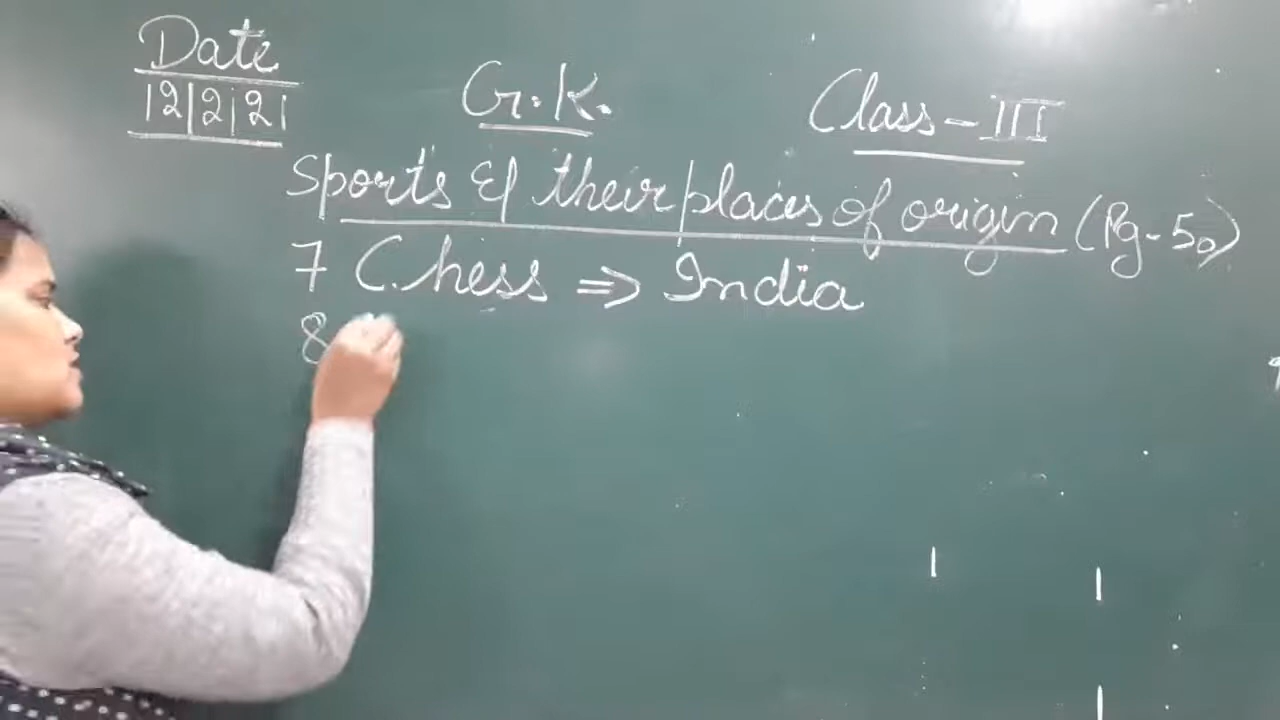 Date
12|2|21
G.K.
Class - III
Sports & their places of origin (Pg-50)
7 Chess ⇒ India
8